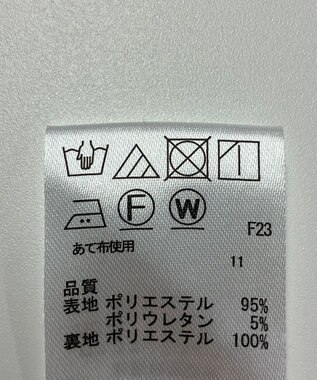 F W
F23
あて布使用
11
品質
表地 ポリエステル 95%
ポリウレタン 5%
裏地 ポリエステル 100%